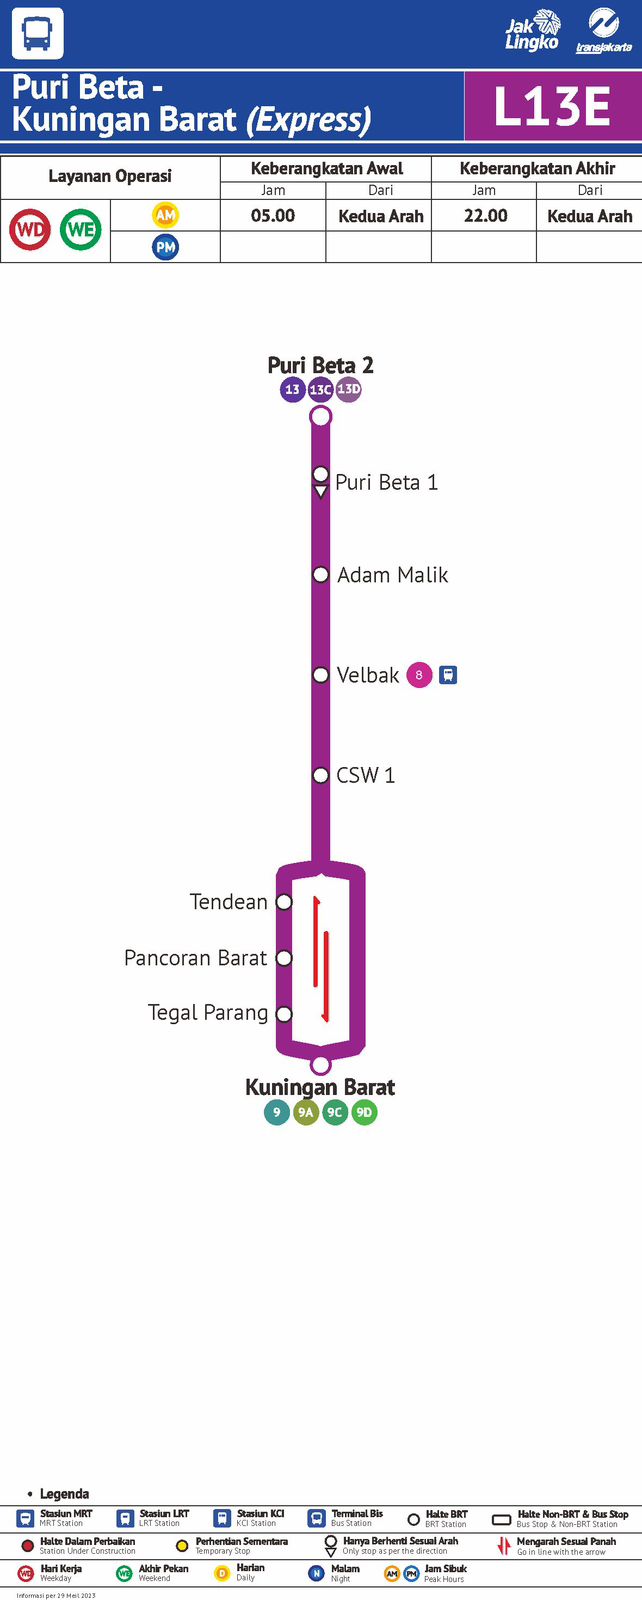 Jak
Lingko
transjakarta
Puri Beta -
Kuningan Barat (Express)
L13E
Layanan Operasi
Keberangkatan Awal
Keberangkatan Akhir
Jam
Dari
Jam
Dari
WD
WE
AM
05.00
Kedua Arah
22.00
Kedua Arah
PM
Puri Beta 2
13 13C 13D
Puri Beta 1
Adam Malik
Velbak 8
CSW 1
Tendean
Pancoran Barat
Tegal Parang
Kuningan Barat
9 9A 9C 9D
• Legenda
Stasiun MRT
MRT Station
Stasiun LRT
LRT Station
Stasiun KCI
KCI Station
Terminal Bis
Bus Station
Halte BRT
BRT Station
Halte Non-BRT & Bus Stop
Bus Stop & Non-BRT Station
Halte Dalam Perbaikan
Station Under Construction
Perhentian Sementara
Temporary Stop
Hanya Berhenti Sesuai Arah
Only stop as per the direction
Mengarah Sesuai Panah
Go in line with the arrow
WD
Hari Kerja
Weekday
WE
Akhir Pekan
Weekend
D
Harian
Daily
N
Malam
Night
AM PM
Jam Sibuk
Peak Hours
Informasi per 29 Meil 2023